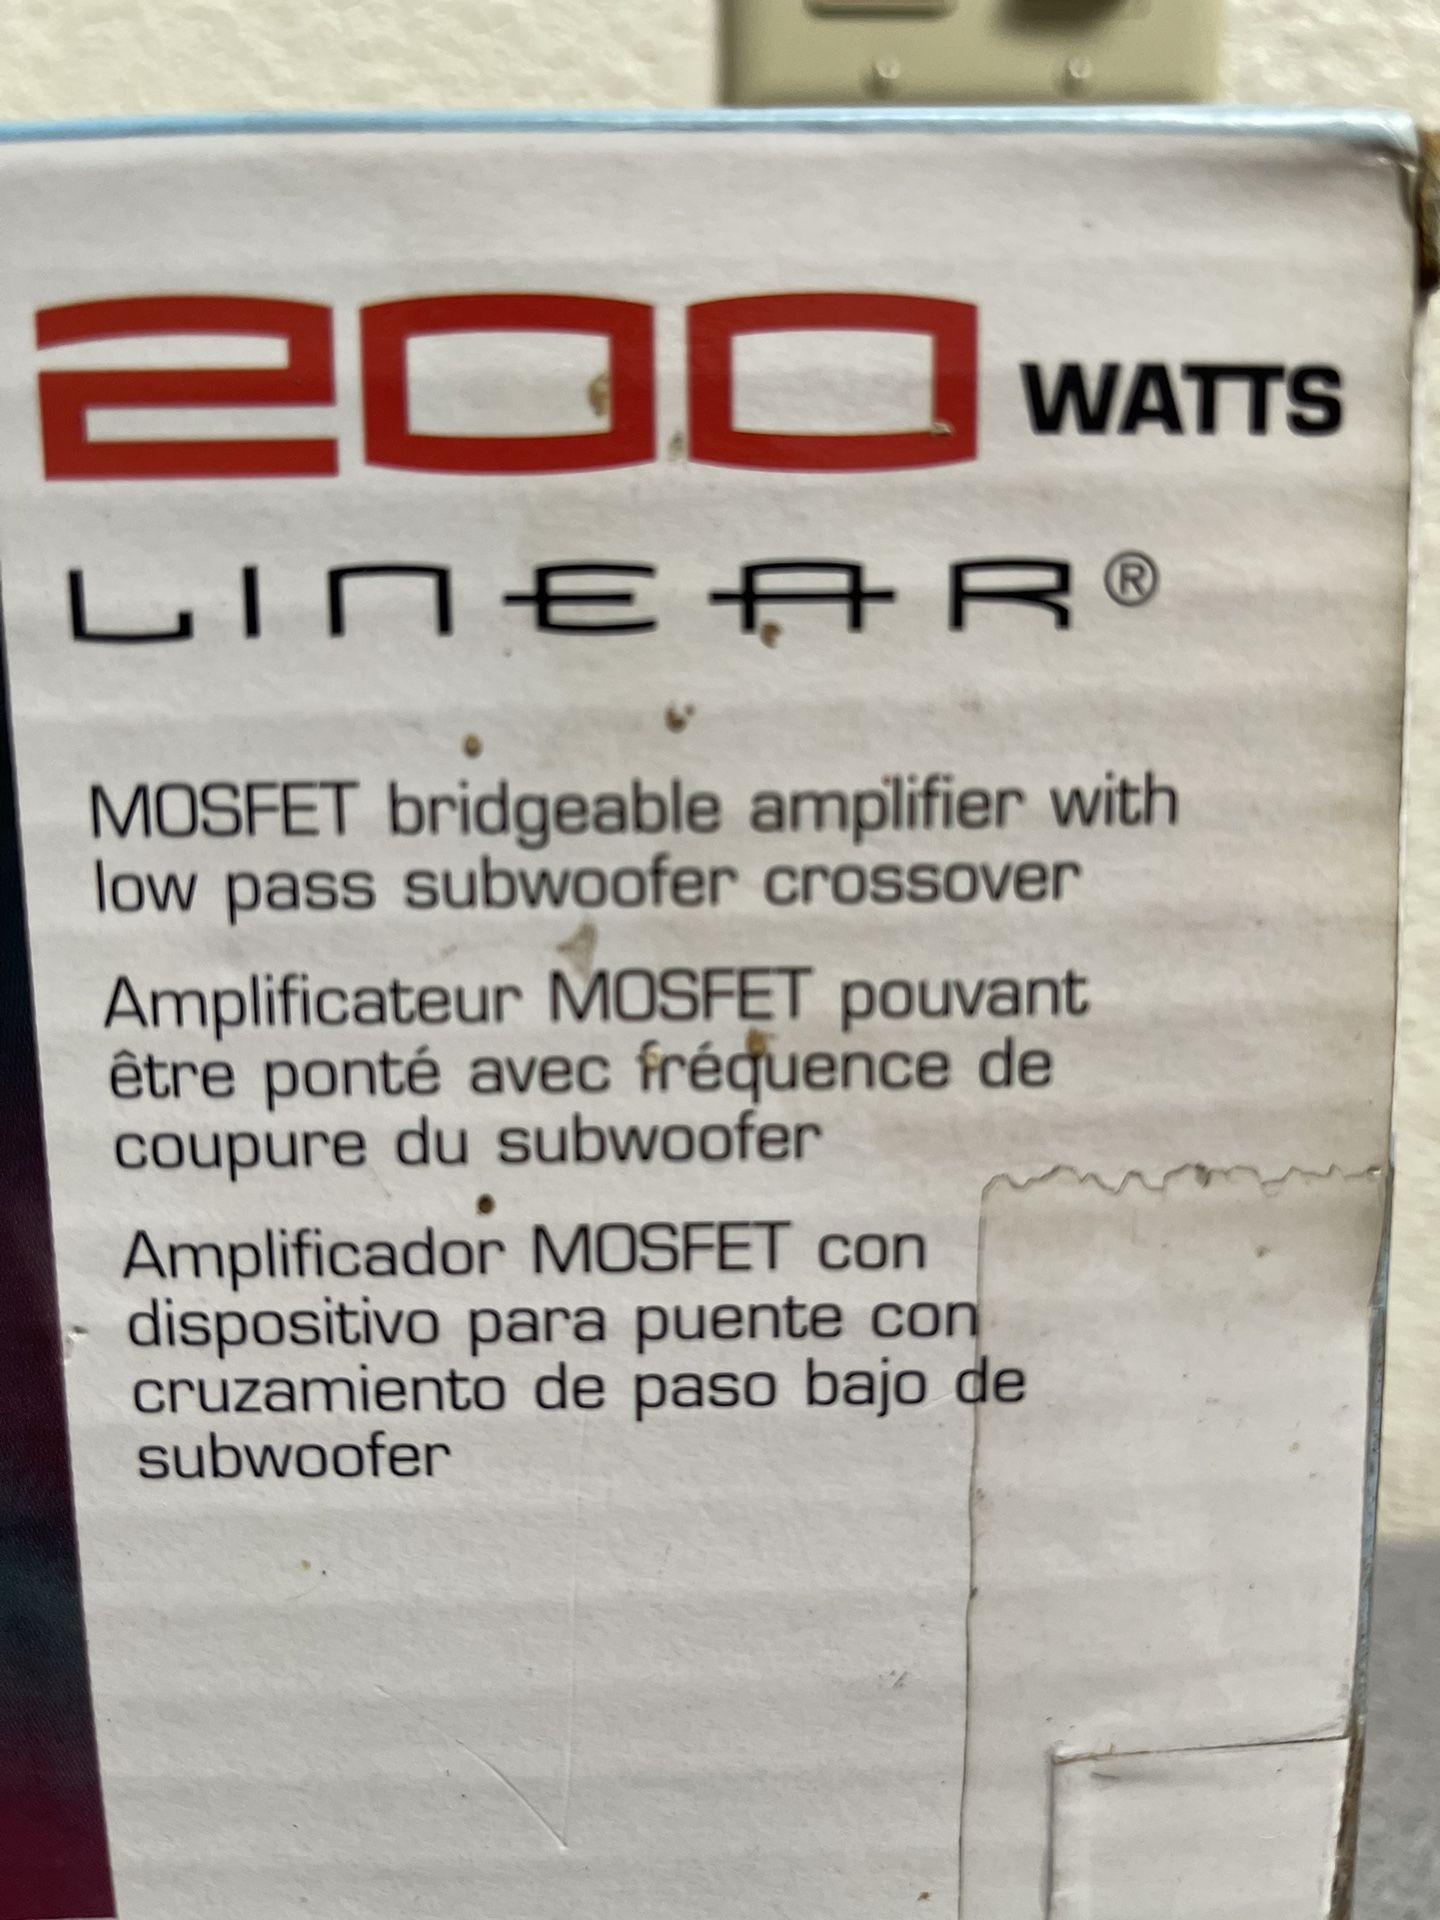 200 WATTS
LINEAR®
MOSFET bridgeable amplifier with
low pass subwoofer crossover
Amplificateur MOSFET pouvant
être ponté avec fréquence de
coupure du subwoofer
Amplificador MOSFET con
dispositivo para puente con
cruzamiento de paso bajo de
subwoofer